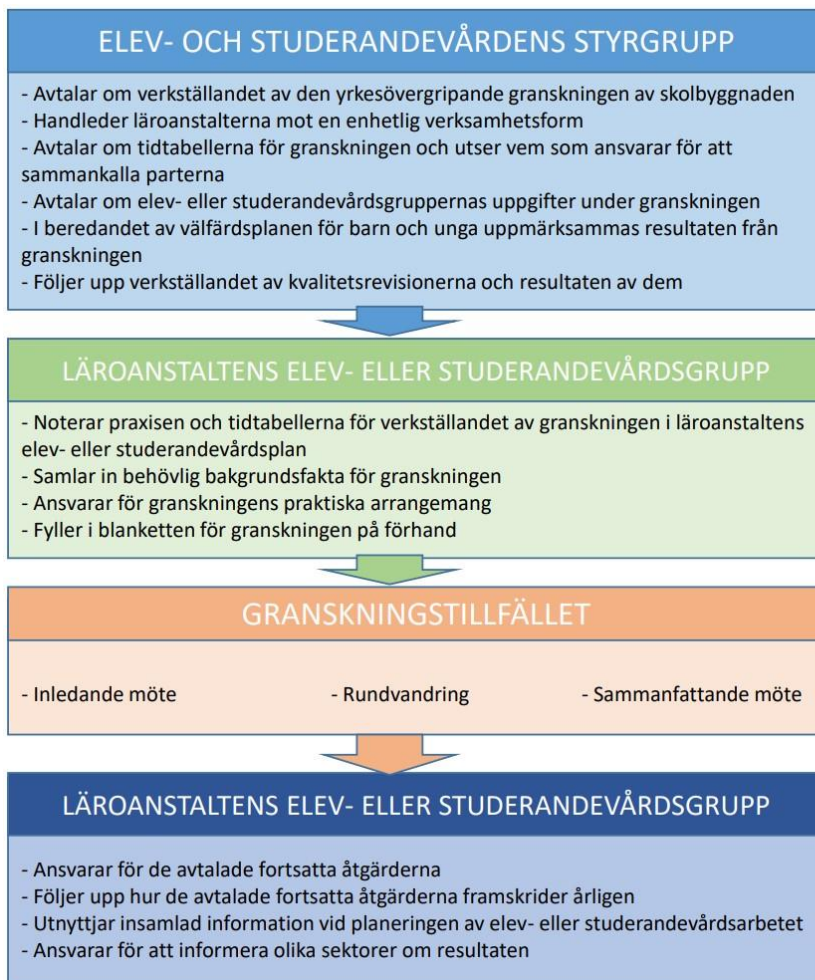 ELEV- OCH STUDERANDEVÅRDENS STYRGRUPP
- Avtalar om verkställandet av den yrkesövergripande granskningen av skolbyggnaden
- Handleder läroanstalterna mot en enhetlig verksamhetsform
- Avtalar om tidtabellerna för granskningen och utser vem som ansvarar för att
sammankalla parterna
- Avtalar om elev- eller studerandevårdsgruppernas uppgifter under granskningen
- I beredandet av välfärdsplanen för barn och unga uppmärksammas resultaten från
granskningen
- Följer upp verkställandet av kvalitetsrevisionerna och resultaten av dem
LÄROANSTALTENS ELEV- ELLER STUDERANDEVÅRDSGRUPP
- Noterar praxisen och tidtabellerna för verkställandet av granskningen i läroanstaltens
elev- eller studerandevårdsplan
- Samlar in behövlig bakgrundsfakta för granskningen
- Ansvarar för granskningens praktiska arrangemang
- Fyller i blanketten för granskningen på förhand
GRANSKNINGSTILLFÄLLET
- Inledande möte - Rundvandring - Sammanfattande möte
LÄROANSTALTENS ELEV- ELLER STUDERANDEVÅRDSGRUPP
- Ansvarar för de avtalade fortsatta åtgärderna
- Följer upp hur de avtalade fortsatta åtgärderna framskrider årligen
- Utnyttjar insamlad information vid planeringen av elev- eller studerandevårdsarbetet
- Ansvarar för att informera olika sektorer om resultaten